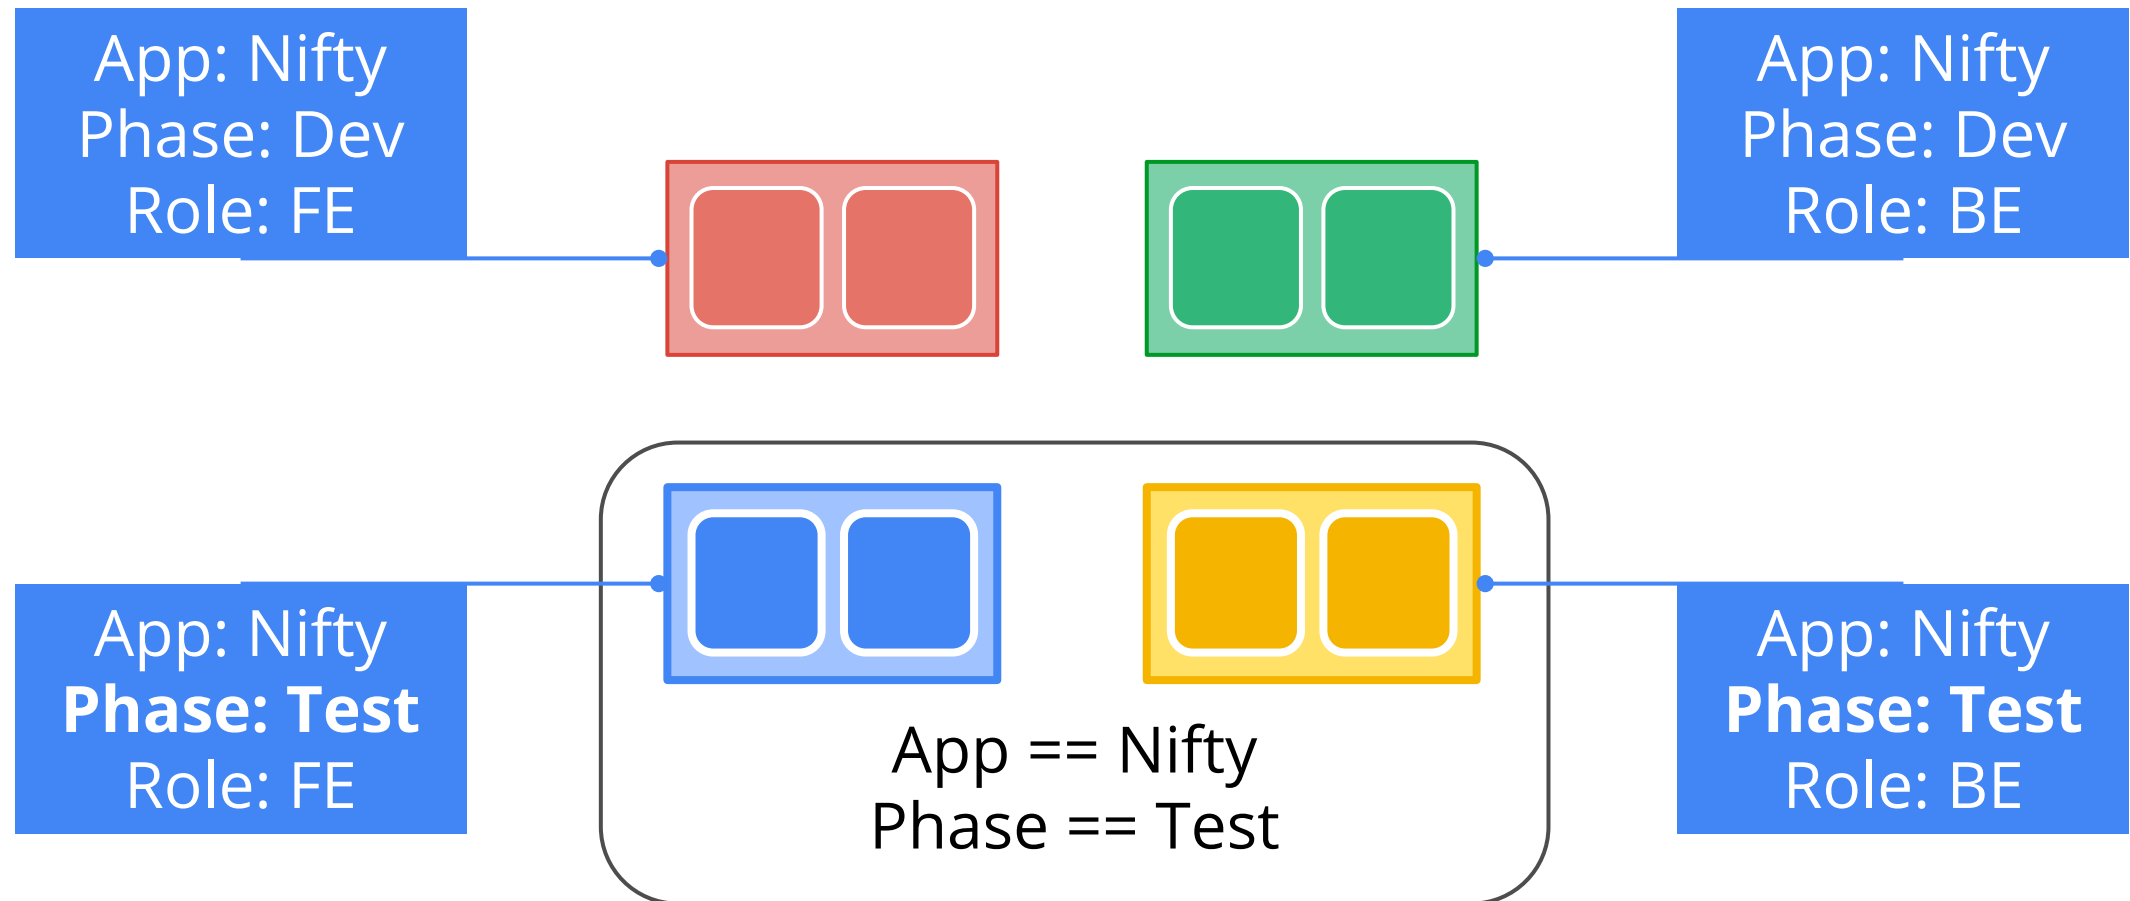 App: Nifty
Phase: Dev
Role: FE
App: Nifty
Phase: Dev
Role: BE
App: Nifty
Phase: Test
Role: FE
App == Nifty
Phase == Test
App: Nifty
Phase: Test
Role: BE